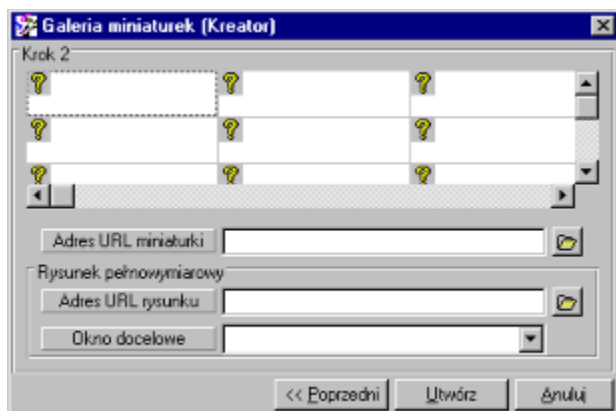 Galeria miniaturek (Kreator)
Krok 2
Adres URL miniaturki
Rysunek pełnowymiarowy
Adres URL rysunku
Okno docelowe
<< Poprzedni Utwórz Anuluj